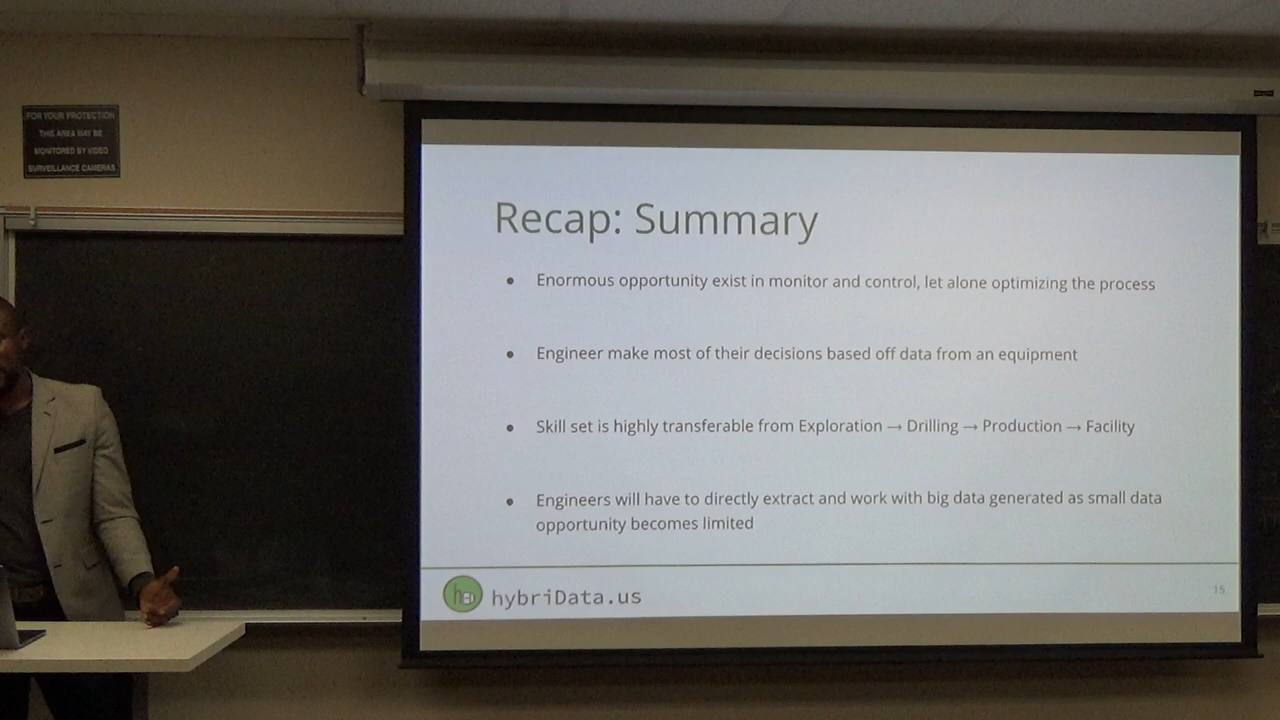 FOR YOUR PROTECTION
THIS AREA MAY BE
MONITORED BY VIDEO
SURVEILLANCE CAMERAS
Recap: Summary
● Enormous opportunity exist in monitor and control, let alone optimizing the process
● Engineer make most of their decisions based off data from an equipment
● Skill set is highly transferable from Exploration → Drilling → Production → Facility
● Engineers will have to directly extract and work with big data generated as small data
opportunity becomes limited
hybriData.us